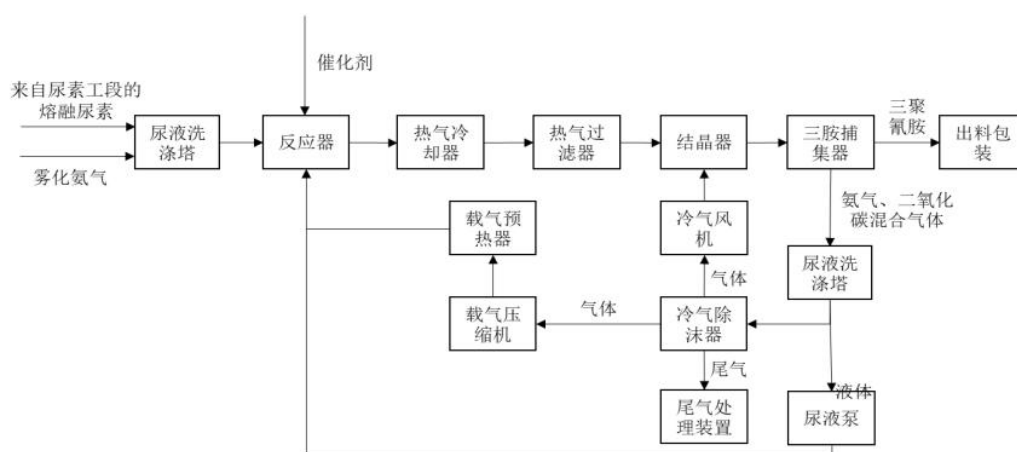 催化剂
来自尿素工段的
熔融尿素
雾化氨气
尿液洗
涤塔
反应器
热气冷
却器
热气过
滤器
结晶器
三胺捕
集器
三聚
氰胺
出料包
装
氨气、二氧化
碳混合气体
载气预
热器
冷气风
机
尿液洗
涤塔
气体
载气压
缩机
气体
冷气除
沫器
尾气
尾气处
理装置
液体
尿液泵